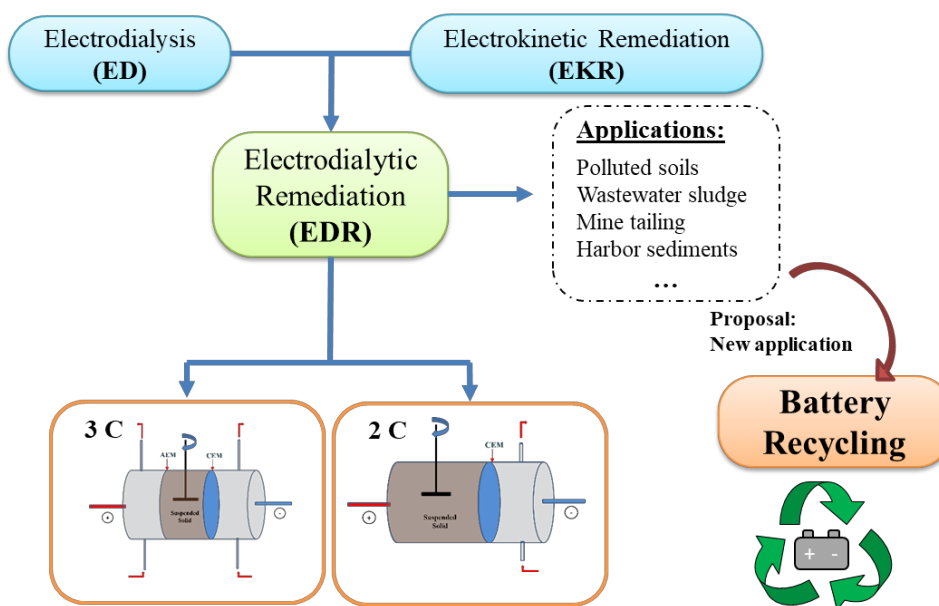 Electrodialysis
(ED)
Electrokinetic Remediation
(EKR)
Electrodialytic
Remediation
(EDR)
Applications:
Polluted soils
Wastewater sludge
Mine tailing
Harbor sediments
...
Proposal:
New application
Battery
Recycling
3 C
AEM
CEM
Suspended
Solid
+
-
2 C
CEM
Suspended
Solid
+
-
+ -